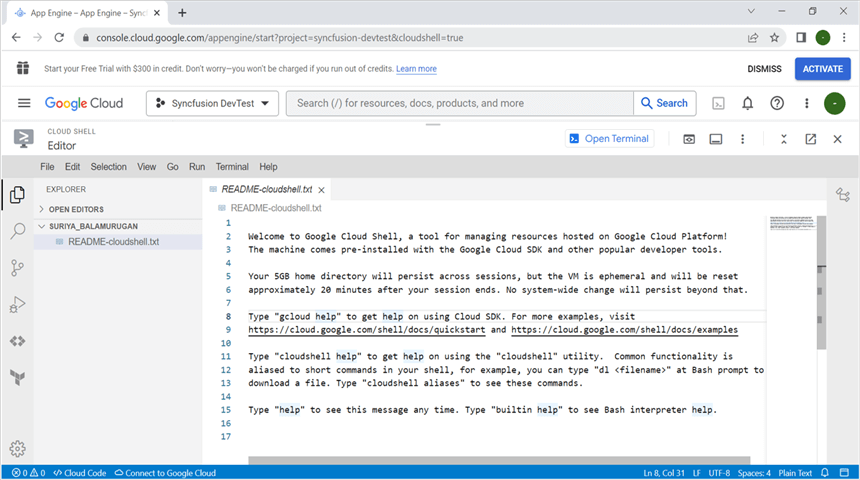 App Engine – App Engine – Sync
console.cloud.google.com/appengine/start?project=syncfusion-devtest&cloudshell=true
Start your Free Trial with $300 in credit. Don't worry—you won't be charged if you run out of credits. Learn more
DISMISS
ACTIVATE
Google Cloud
Syncfusion DevTest
Search (/) for resources, docs, products, and more
Search
CLOUD SHELL
Editor
Open Terminal
File Edit Selection View Go Run Terminal Help
EXPLORER
OPEN EDITORS
SURIYA_BALAMURUGAN
README-cloudshell.txt
README-cloudshell.txt
README-cloudshell.txt
1
2 Welcome to Google Cloud Shell, a tool for managing resources hosted on Google Cloud Platform!
3 The machine comes pre-installed with the Google Cloud SDK and other popular developer tools.
4
5 Your 5GB home directory will persist across sessions, but the VM is ephemeral and will be reset
6 approximately 20 minutes after your session ends. No system-wide change will persist beyond that.
7
8 Type "gcloud help" to get help on using Cloud SDK. For more examples, visit
9 https://cloud.google.com/shell/docs/quickstart and https://cloud.google.com/shell/docs/examples
10
11 Type "cloudshell help" to get help on using the "cloudshell" utility.  Common functionality is
12 aliased to short commands in your shell, for example, you can type "dl <filename>" at Bash prompt to
13 download a file. Type "cloudshell aliases" to see these commands.
14
15 Type "help" to see this message any time. Type "builtin help" to see Bash interpreter help.
16
17
0 0 Cloud Code Connect to Google Cloud
Ln 8, Col 31 LF UTF-8 Spaces: 4 Plain Text